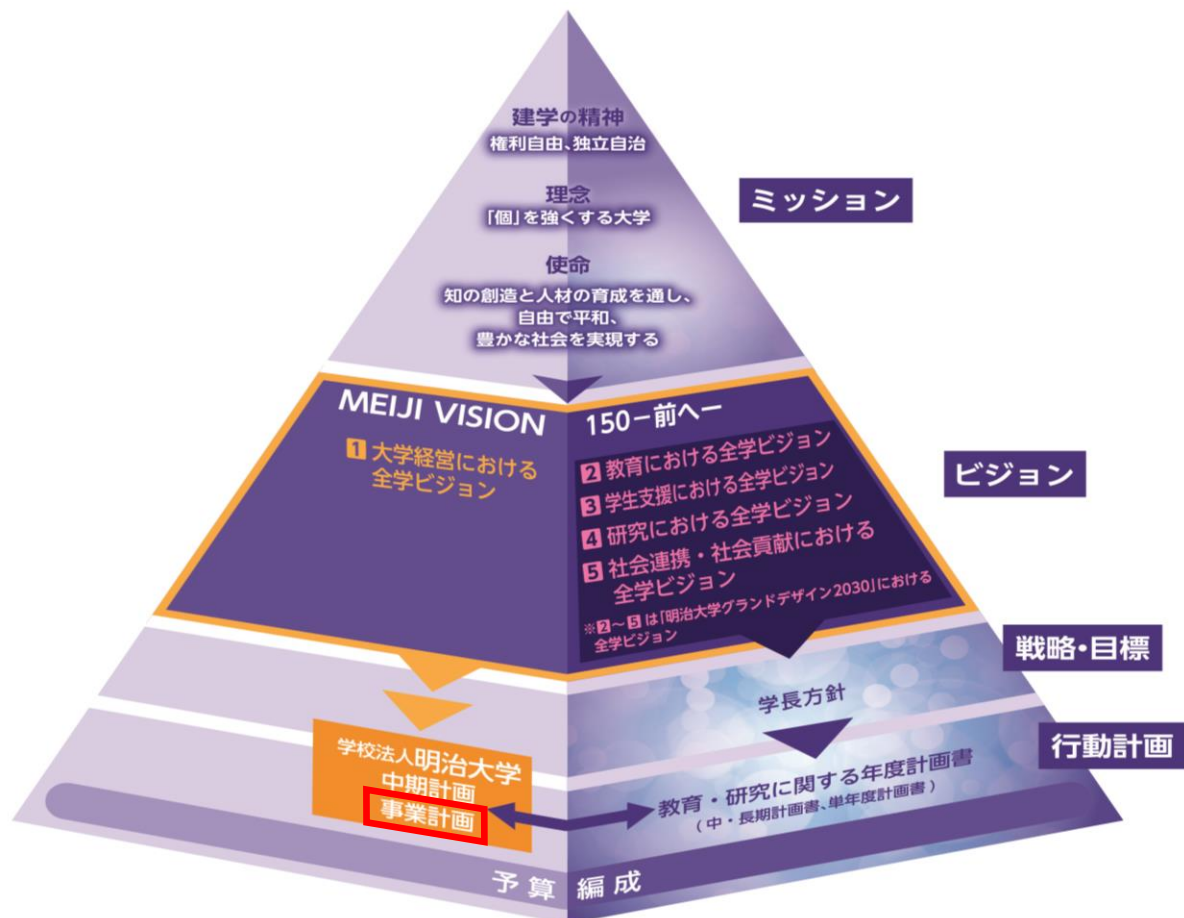 建学の精神
権利自由、独立自治
理念
「個」を強くする大学
使命
知の創造と人材の育成を通し、
自由で平和、
豊かな社会を実現する
ミッション
MEIJI VISION 150ー前へー
1 大学経営における
全学ビジョン
2 教育における全学ビジョン
3 学生支援における全学ビジョン
4 研究における全学ビジョン
5 社会連携・社会貢献における
全学ビジョン
※2～5は「明治大学グランドデザイン2030」における
全学ビジョン
ビジョン
戦略・目標
学長方針
行動計画
学校法人明治大学
中期計画
事業計画
教育・研究に関する年度計画書
(中・長期計画書、単年度計画書)
予算編成